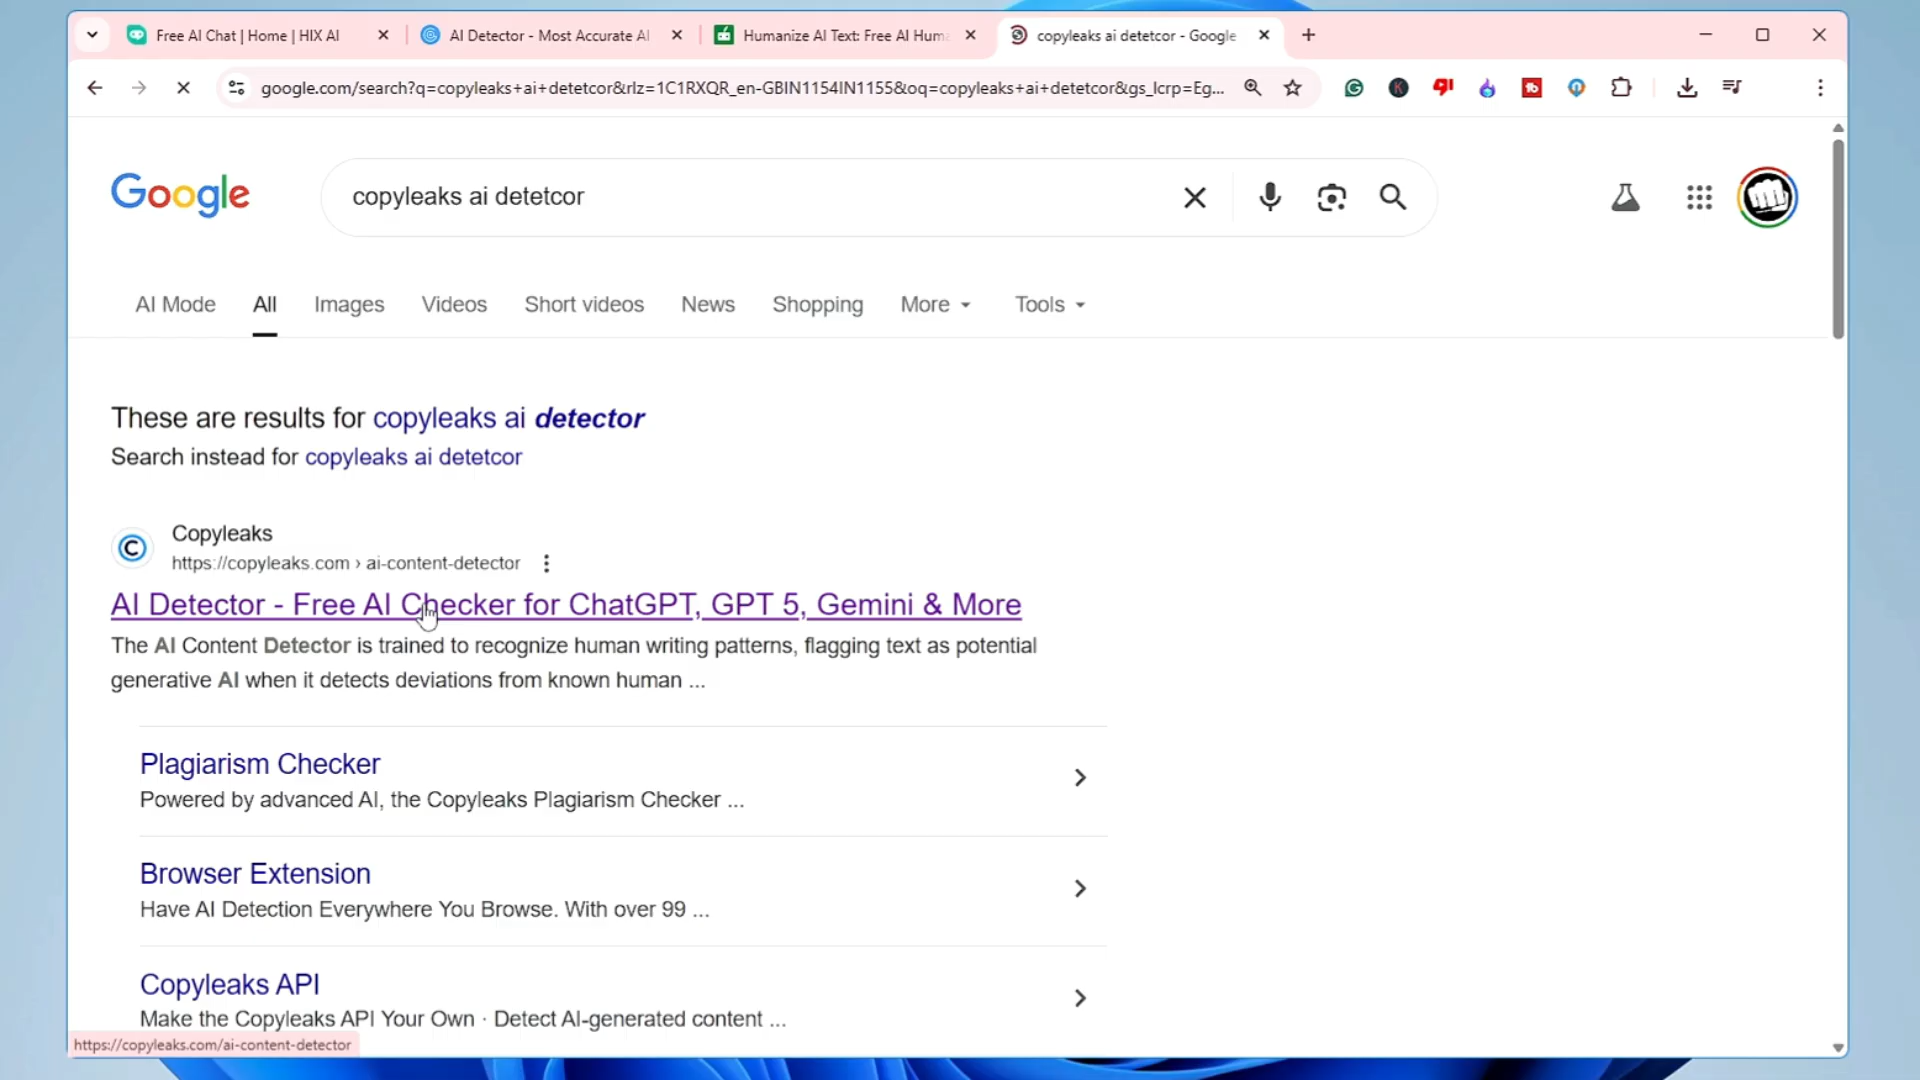 Free AI Chat | Home | HIX AI
AI Detector - Most Accurate AI
Humanize AI Text: Free AI Hum
copyleaks ai detetcor - Google
google.com/search?q=copyleaks+ai+detetcor&rlz=1C1RXQR_en-GBIN1154IN1155&oq=copyleaks+ai+detetcor&gs_lcrp=Eg...
Google
copyleaks ai detetcor
AI Mode
All
Images
Videos
Short videos
News
Shopping
More
Tools
These are results for copyleaks ai detector
Search instead for copyleaks ai detetcor
Copyleaks
https://copyleaks.com › ai-content-detector
AI Detector - Free AI Checker for ChatGPT, GPT 5, Gemini & More
The AI Content Detector is trained to recognize human writing patterns, flagging text as potential
generative AI when it detects deviations from known human ...
Plagiarism Checker
Powered by advanced AI, the Copyleaks Plagiarism Checker ...
Browser Extension
Have AI Detection Everywhere You Browse. With over 99 ...
Copyleaks API
Make the Copyleaks API Your Own · Detect AI-generated content ...
https://copyleaks.com/ai-content-detector